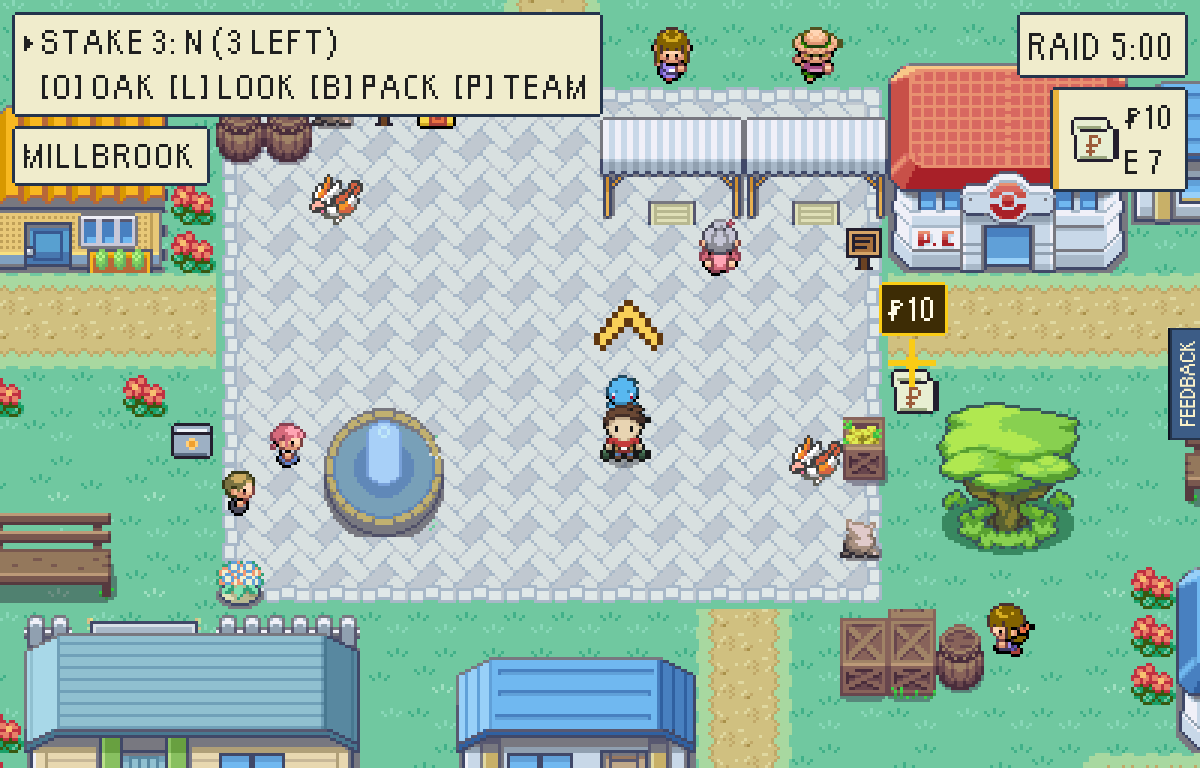 ▸STAKE 3: N (3 LEFT)
[O] OAK [L] LOOK [B] PACK [P] TEAM
RAID 5:00
₽10
E 7
MILLBROOK
P.C
₽10
FEEDBACK